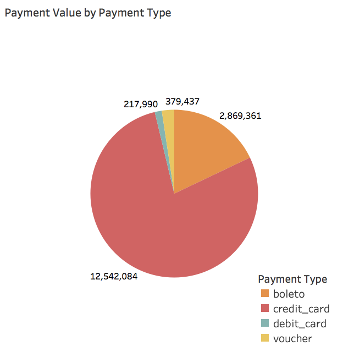 Payment Value by Payment Type
217,990
379,437
2,869,361
12,542,084
Payment Type
boleto
credit_card
debit_card
voucher